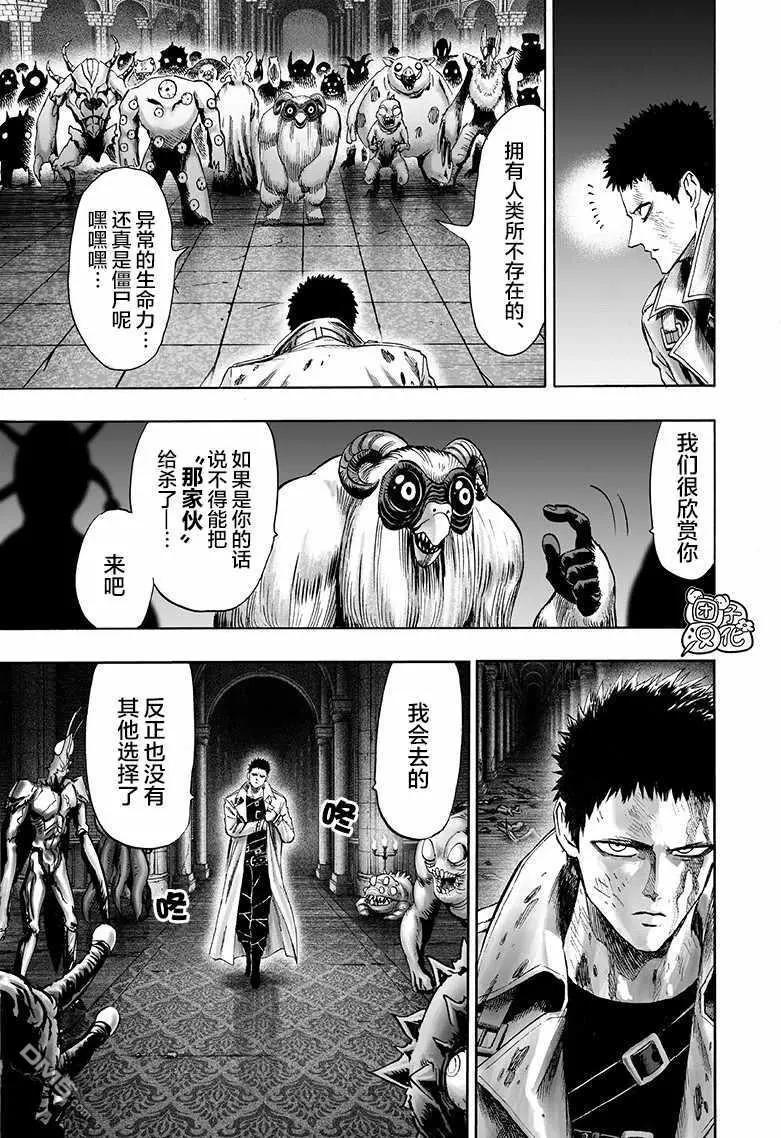 拥有人类所不存在的、
异常的生命力…
还真是僵尸呢
嘿嘿嘿…
我们很欣赏你
如果是你的话
说不得能把
〝那家伙〞
给杀了——…
来吧
团子
只化
我会去的
反正也没有
其他选择了
咚
咚